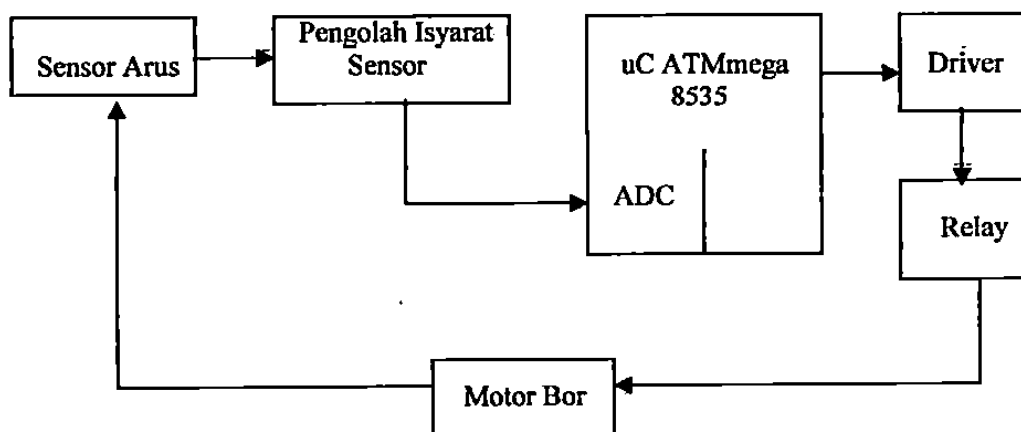 Sensor Arus
Pengolah Isyarat
Sensor
uC ATMmega
8535
ADC
Driver
Relay
Motor Bor